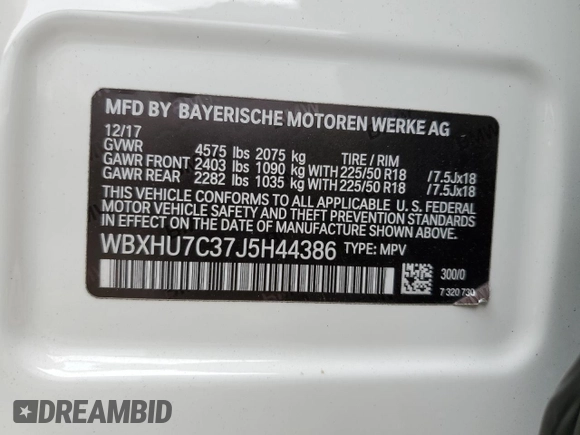 MFD BY BAYERISCHE MOTOREN WERKE AG
12/17
GVWR 4575 lbs 2075 kg TIRE / RIM
GAWR FRONT 2403 lbs 1090 kg WITH 225/50 R18 /7.5Jx18
GAWR REAR 2282 lbs 1035 kg WITH 225/50 R18 /7.5Jx18
THIS VEHICLE CONFORMS TO ALL APPLICABLE U. S. FEDERAL
MOTOR VEHICLE SAFETY AND THEFT PREVENTION STANDARDS
IN EFFECT ON THE DATE OF MANUFACTURE SHOWN ABOVE.
WBXHU7C37J5H44386 TYPE: MPV
300/0
7 320 730
DREAMBID